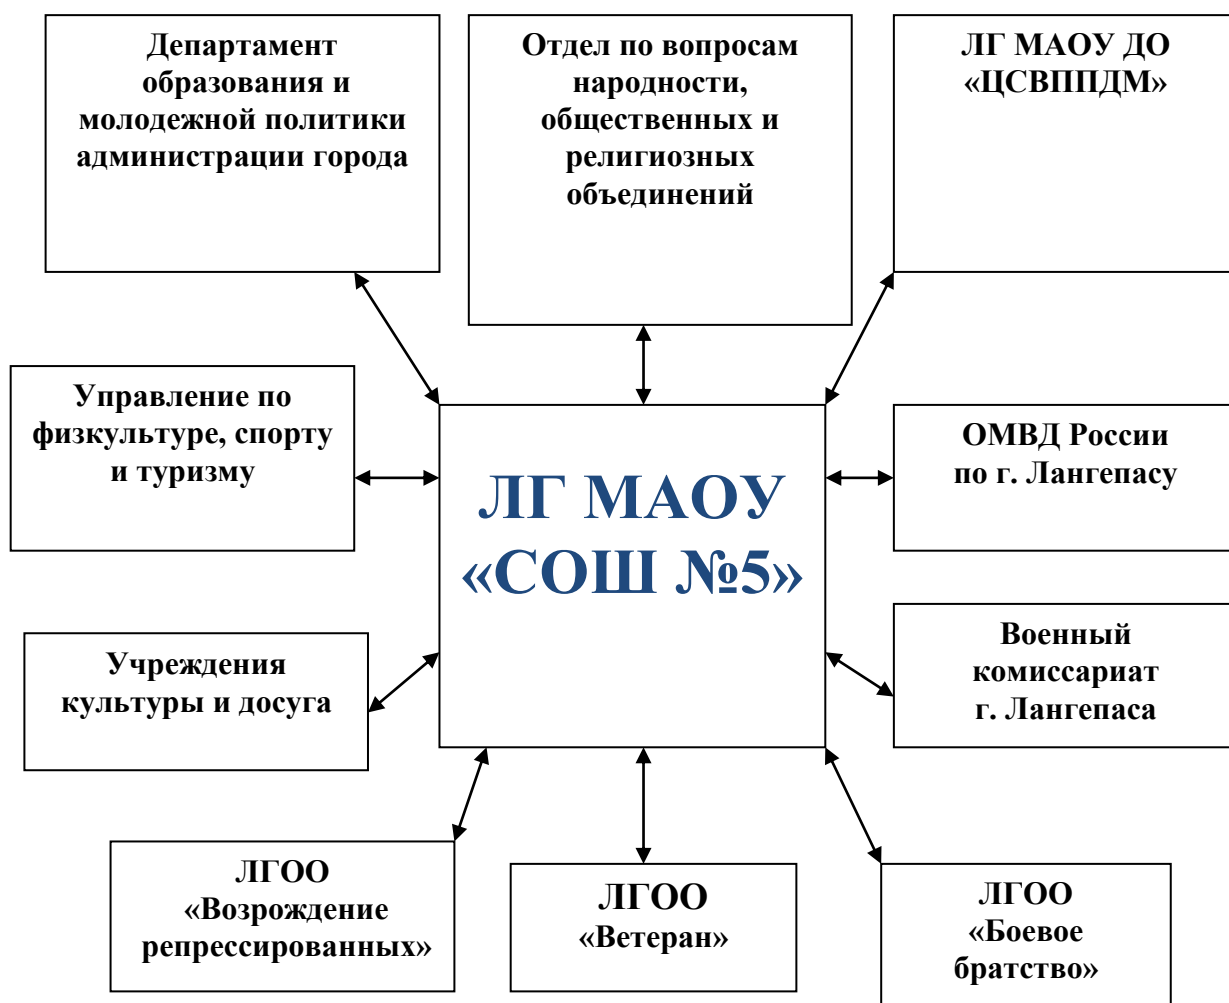 Департамент
образования и
молодежной политики
администрации города
Отдел по вопросам
народности,
общественных и
религиозных
объединений
ЛГ МАОУ ДО
«ЦСВППДМ»
Управление по
физкультуре, спорту
и туризму
ЛГ МАОУ
«СОШ №5»
ОМВД России
по г. Лангепасу
Учреждения
культуры и досуга
Военный
комиссариат
г. Лангепаса
ЛГОО
«Возрождение
репрессированных»
ЛГОО
«Ветеран»
ЛГОО
«Боевое
братство»